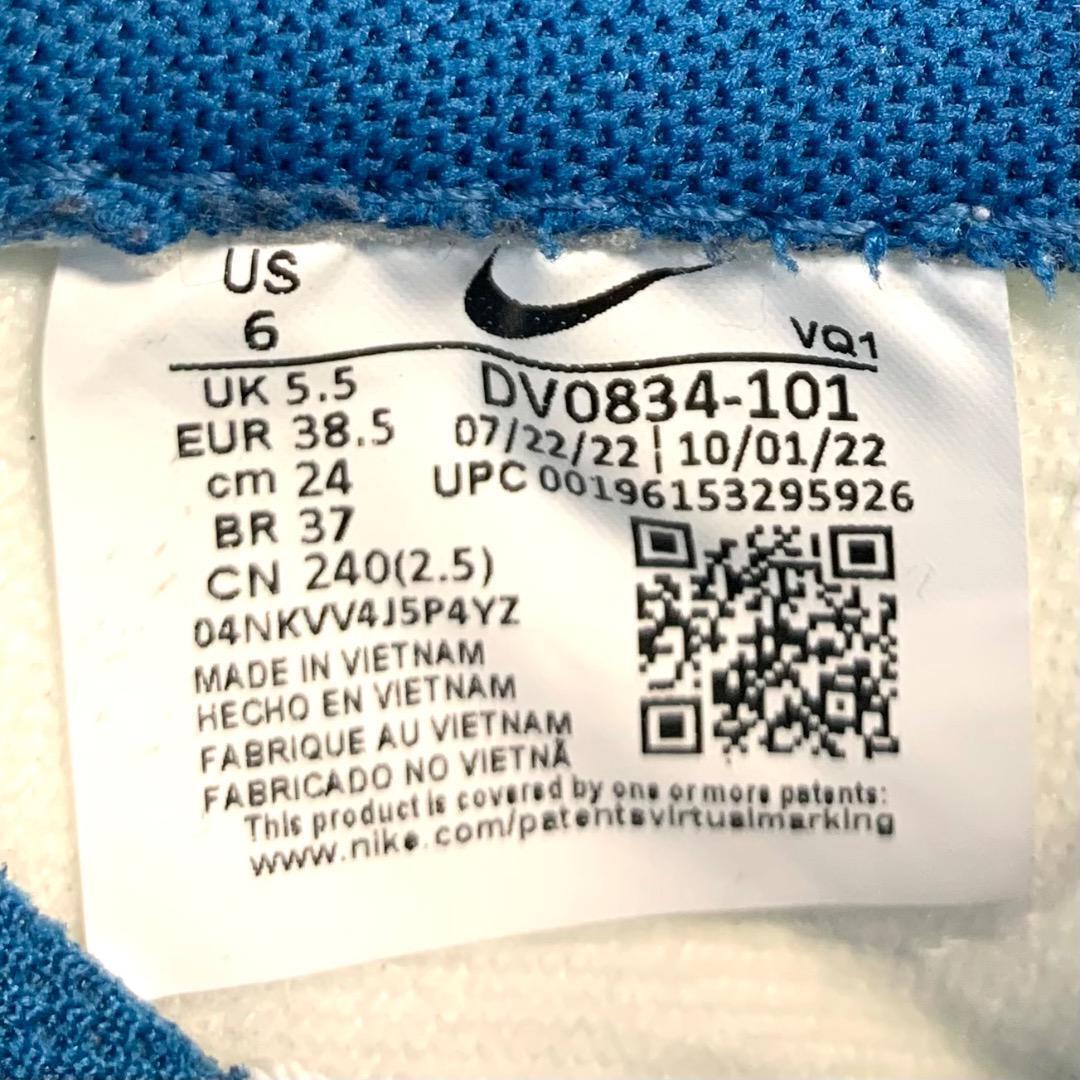 US
6
VQ1
UK 5.5
DV0834-101
EUR 38.5
07/22/22 | 10/01/22
cm 24
UPC 00196153295926
BR 37
CN 240(2.5)
04NKVV4J5P4YZ
MADE IN VIETNAM
HECHO EN VIETNAM
FABRIQUE AU VIETNAM
FABRICADO NO VIETNÃ
This product is covered by one or more patents:
www.nike.com/patentsvirtualmarking